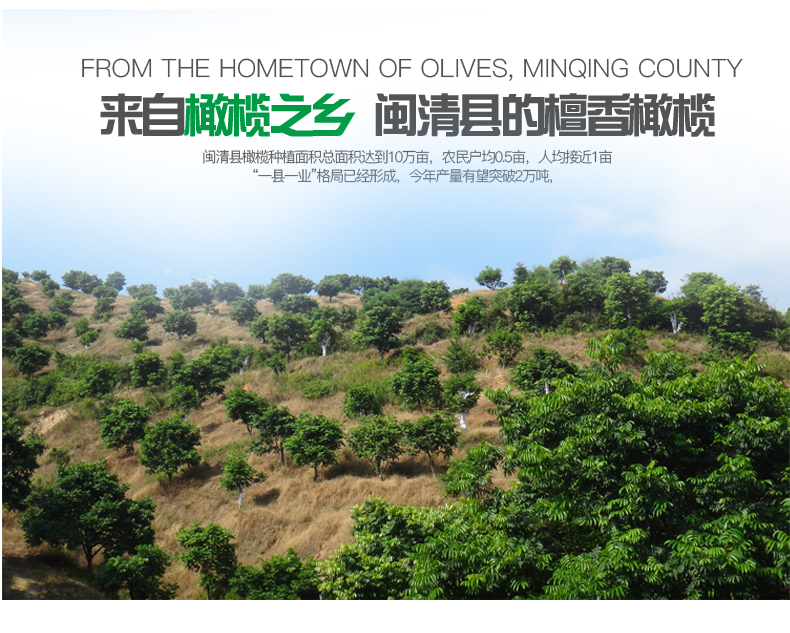 FROM THE HOMETOWN OF OLIVES, MINQING COUNTY
来自橄榄之乡 闽清县的檀香橄榄
闽清县橄榄种植面积总面积达到10万亩，农民户均0.5亩，人均接近1亩
“一县一业”格局已经形成，今年产量有望突破2万吨，